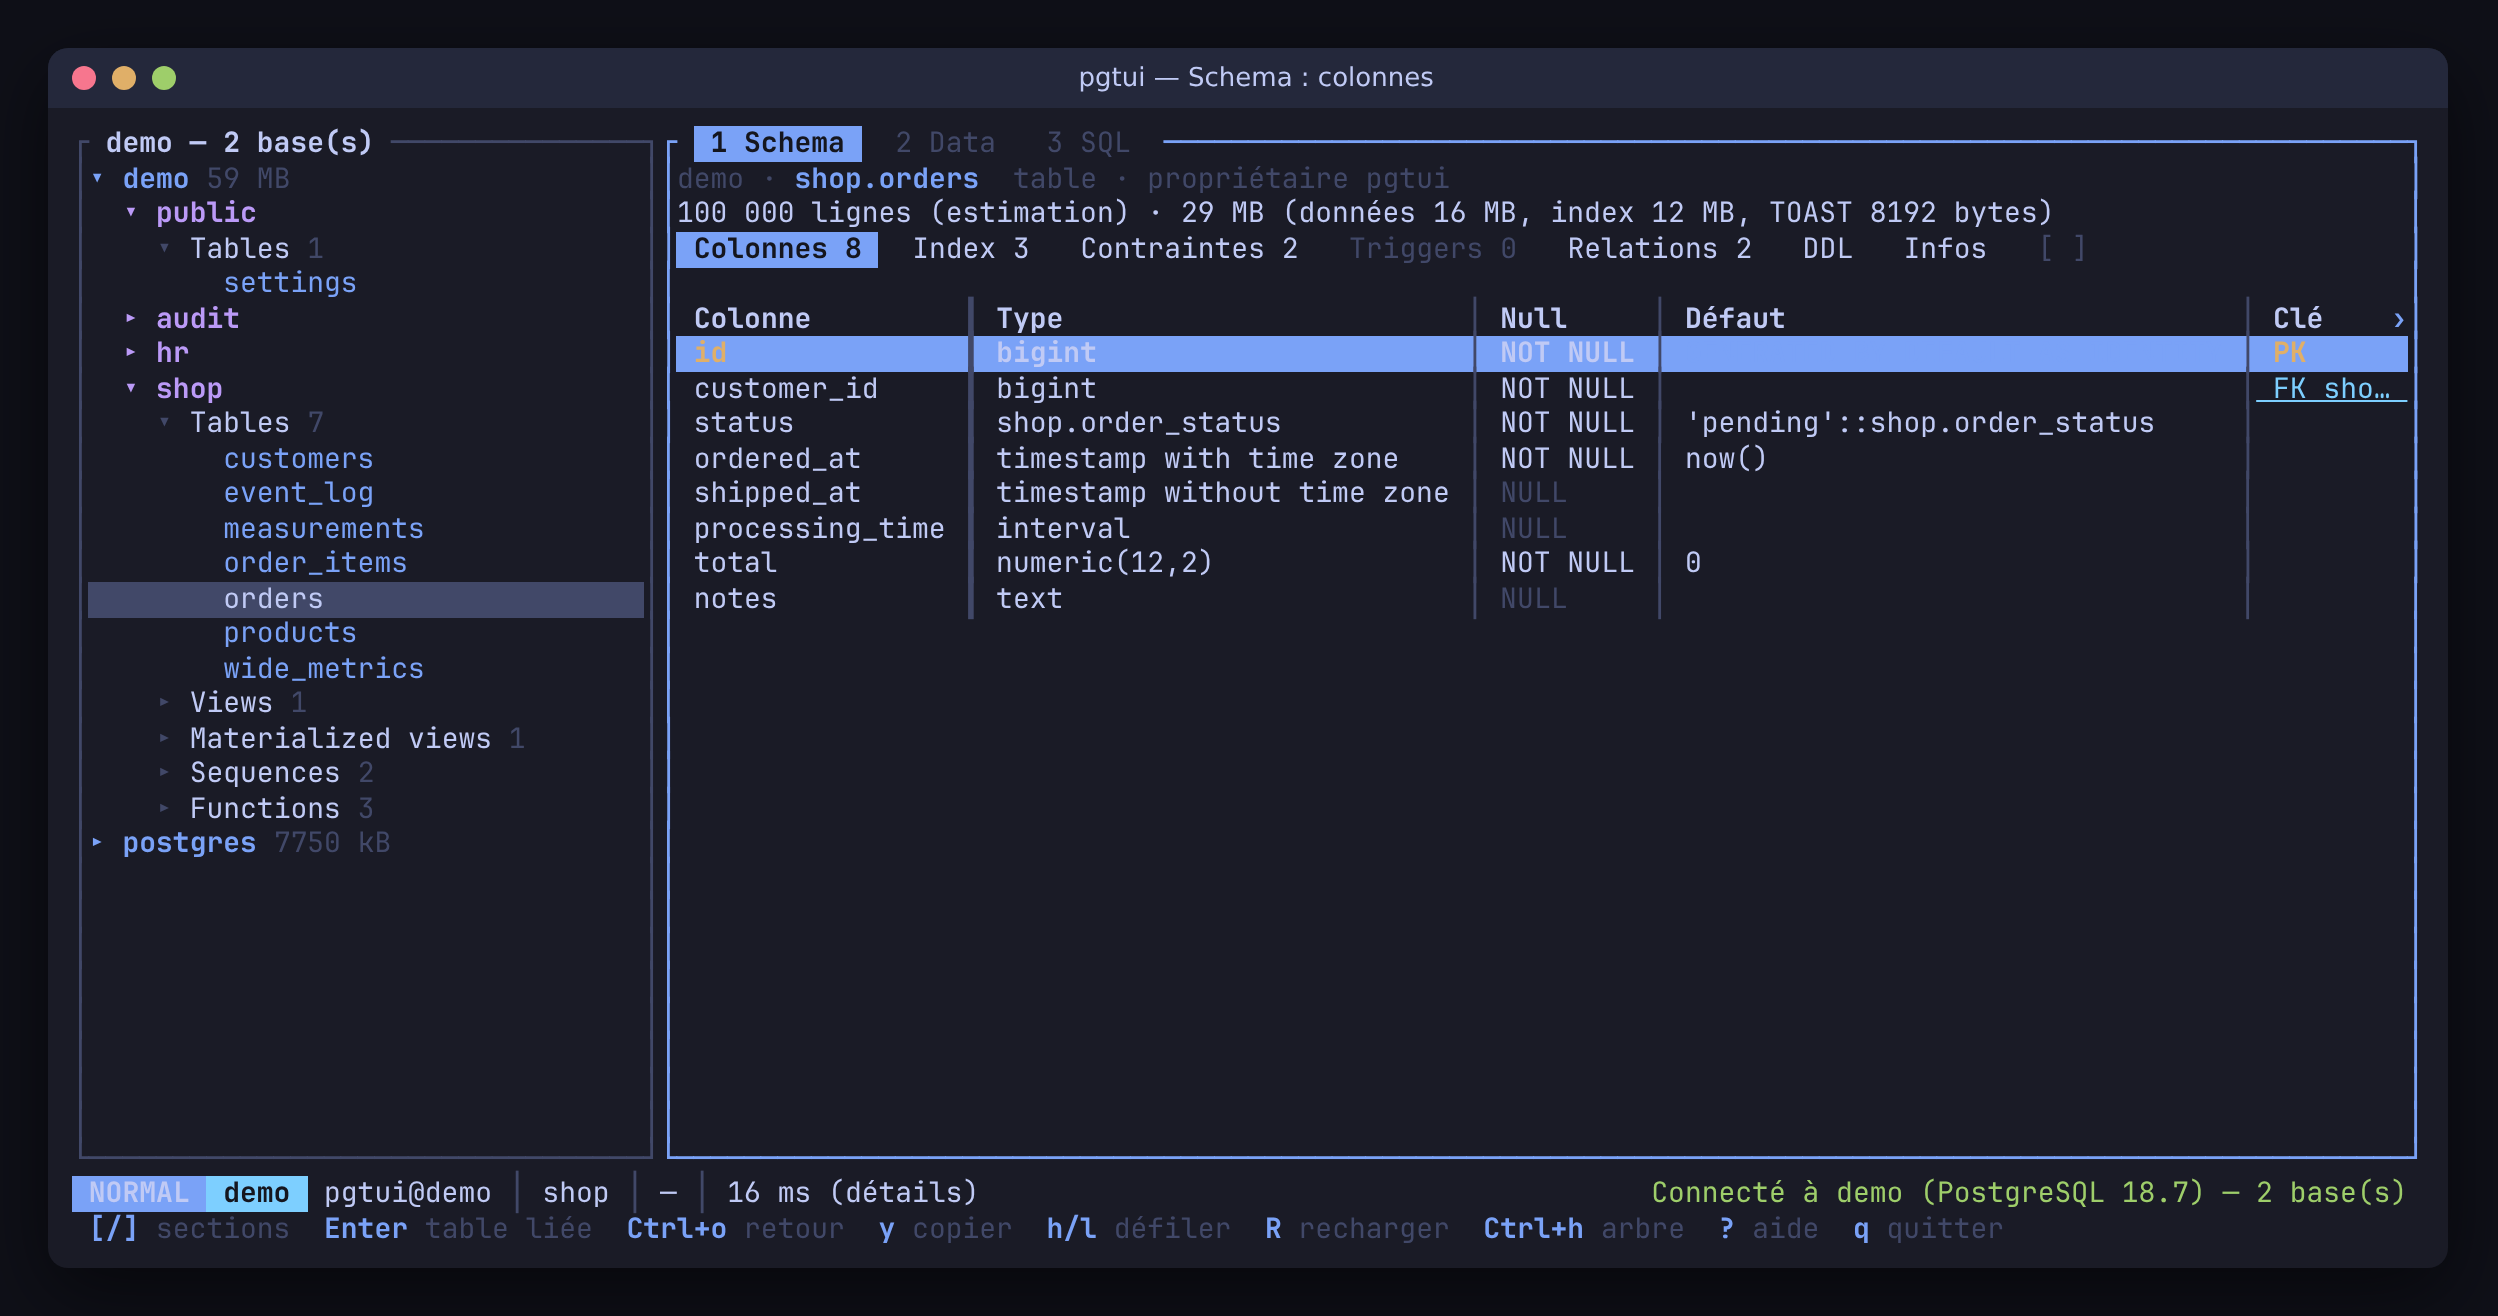 pgtui — Schema : colonnes
demo — 2 base(s)
▾ demo 59 MB
▾ public
▾ Tables 1
settings
▸ audit
▸ hr
▾ shop
▾ Tables 7
customers
event_log
measurements
order_items
orders
products
wide_metrics
▸ Views 1
▸ Materialized views 1
▸ Sequences 2
▸ Functions 3
▸ postgres 7750 kB
1 Schema 2 Data 3 SQL
demo · shop.orders table · propriétaire pgtui
100 000 lignes (estimation) · 29 MB (données 16 MB, index 12 MB, TOAST 8192 bytes)
Colonnes 8 Index 3 Contraintes 2 Triggers 0 Relations 2 DDL Infos [ ]
Colonne Type Null Défaut Clé ›
id bigint NOT NULL PK
customer_id bigint NOT NULL FK sho…
status shop.order_status NOT NULL 'pending'::shop.order_status
ordered_at timestamp with time zone NOT NULL now()
shipped_at timestamp without time zone NULL
processing_time interval NULL
total numeric(12,2) NOT NULL 0
notes text NULL
NORMAL demo pgtui@demo │ shop │ — │ 16 ms (détails) Connecté à demo (PostgreSQL 18.7) — 2 base(s)
[/] sections Enter table liée Ctrl+o retour y copier h/l défiler R recharger Ctrl+h arbre ? aide q quitter